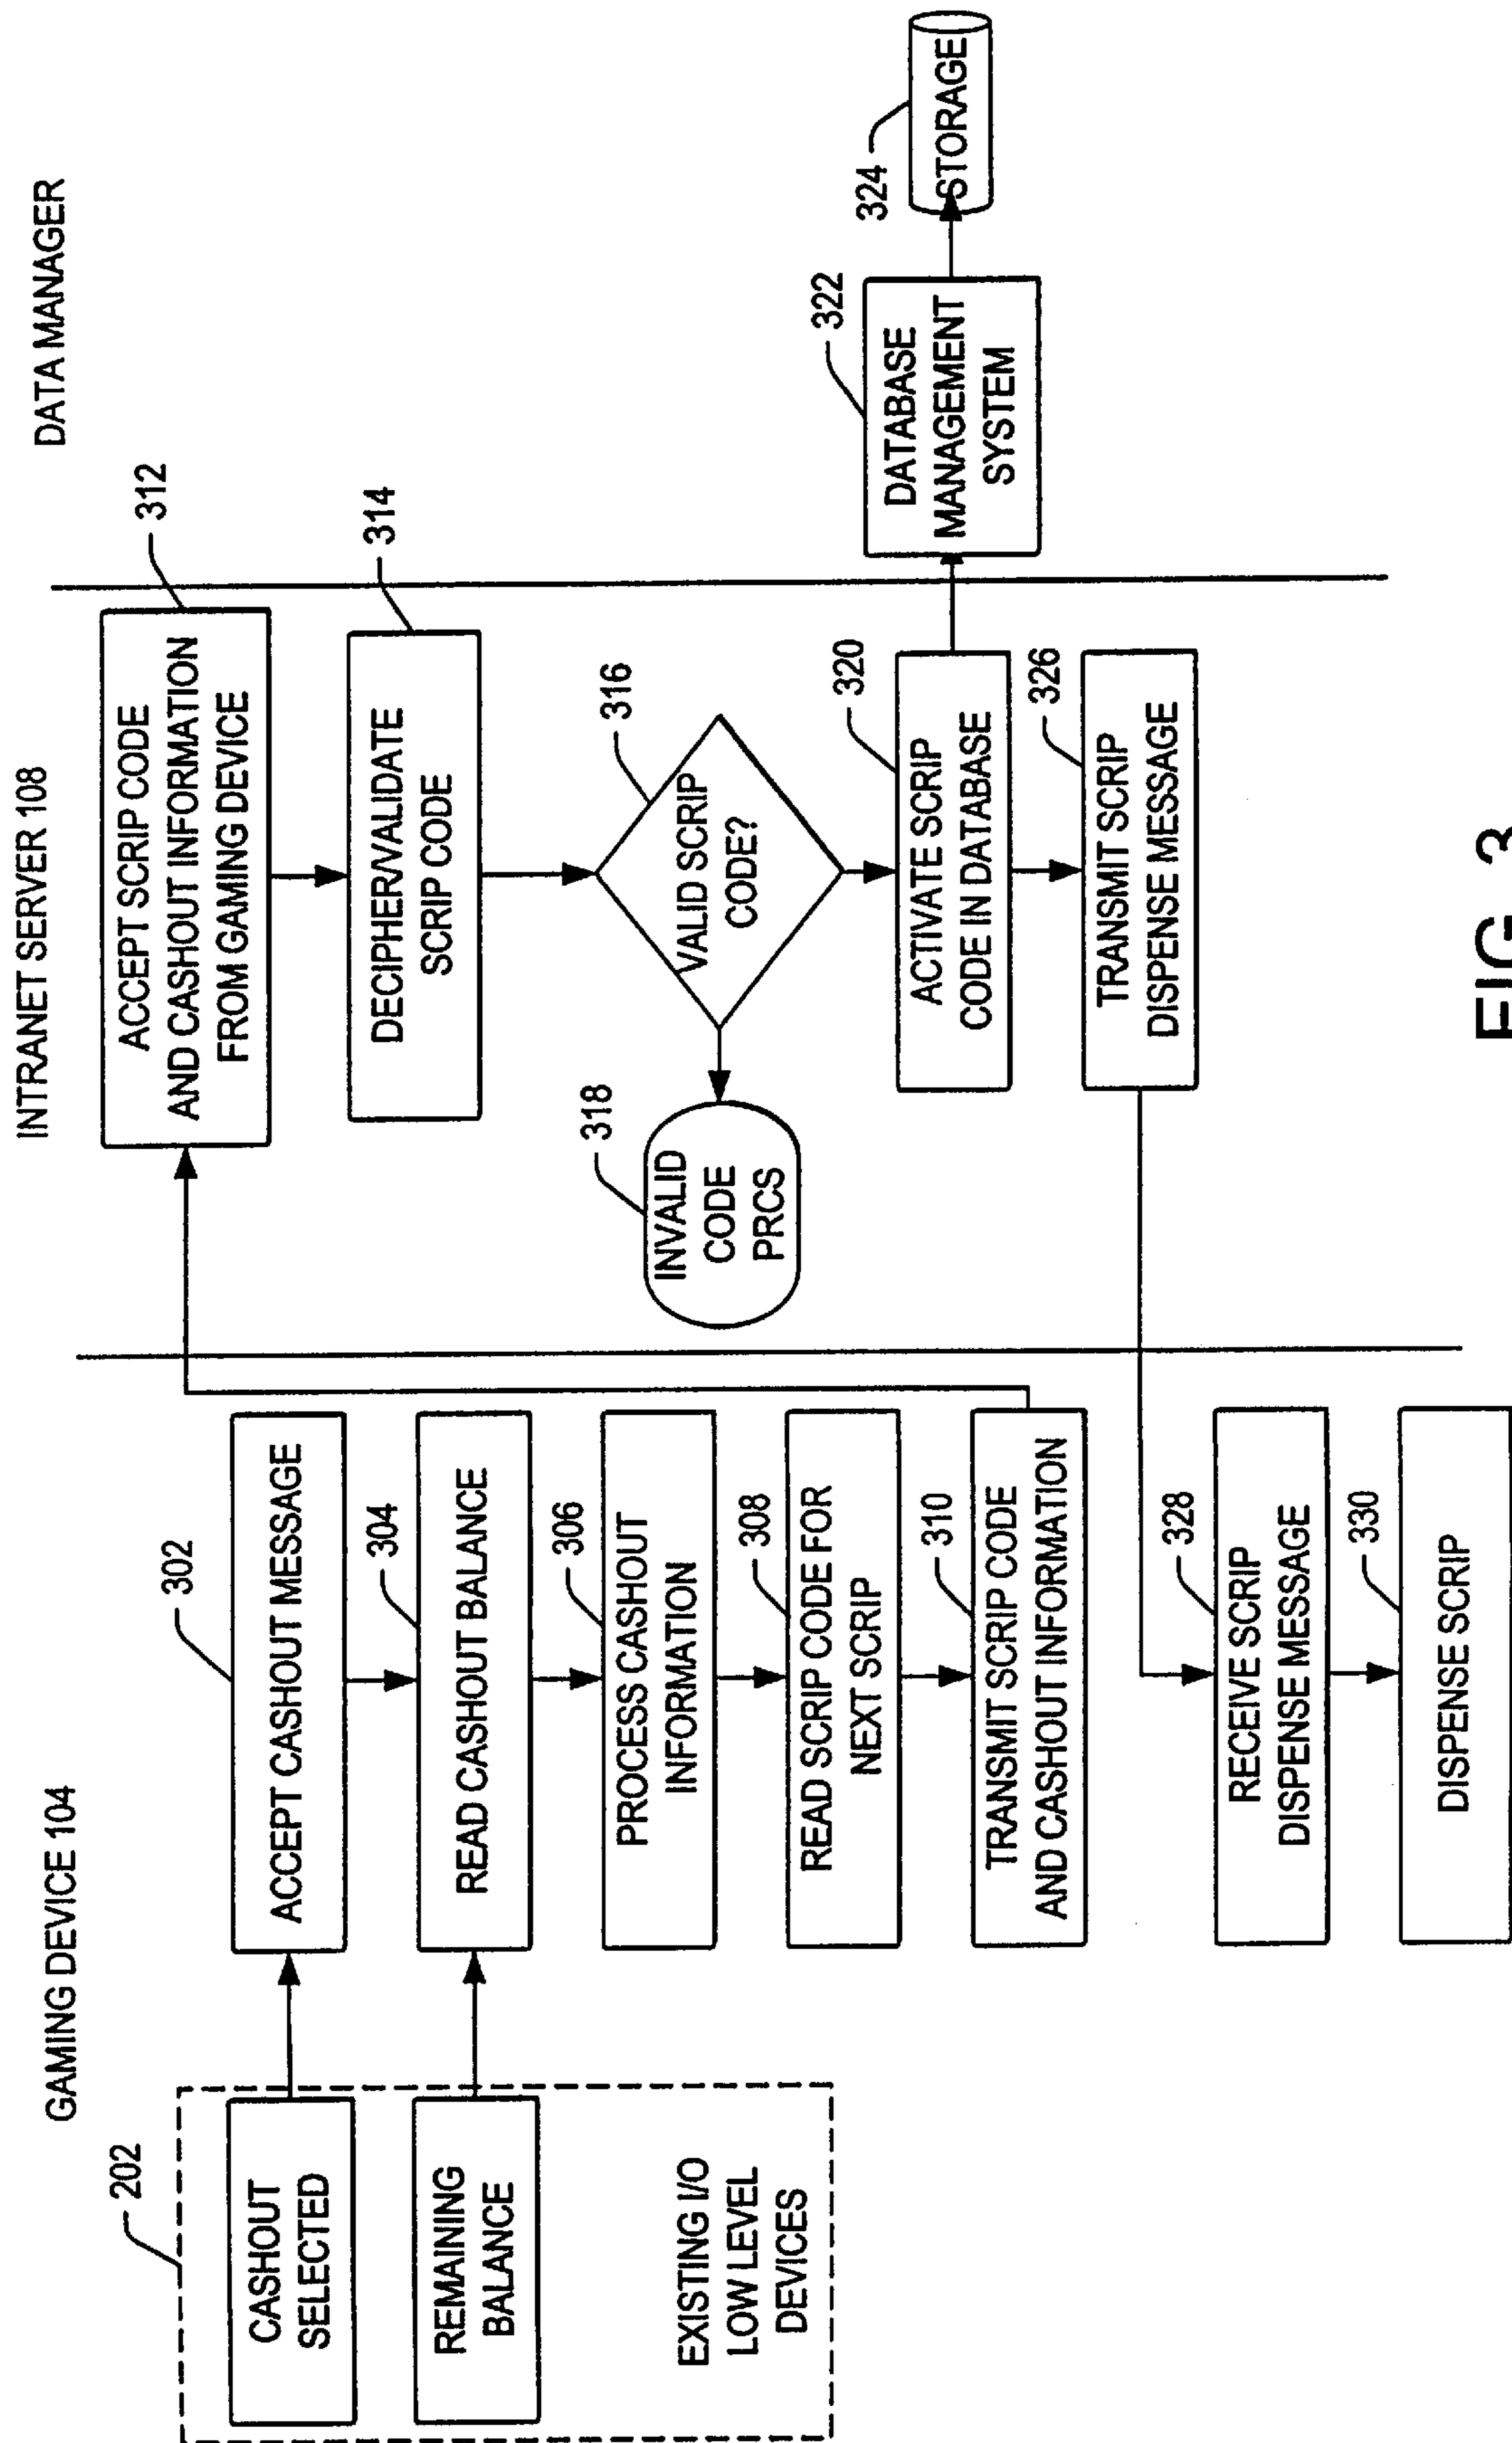 GAMING DEVICE 104
202
CASHOUT
SELECTED
REMAINING
BALANCE
EXISTING I/O
LOW LEVEL
DEVICES
302
ACCEPT CASHOUT MESSAGE
304
READ CASHOUT BALANCE
306
PROCESS CASHOUT
INFORMATION
308
READ SCRIP CODE FOR
NEXT SCRIP
310
TRANSMIT SCRIP CODE
AND CASHOUT INFORMATION
328
RECEIVE SCRIP
DISPENSE MESSAGE
330
DISPENSE SCRIP
INTRANET SERVER 108
312
ACCEPT SCRIP CODE
AND CASHOUT INFORMATION
FROM GAMING DEVICE
314
DECIPHER/VALIDATE
SCRIP CODE
316
VALID SCRIP
CODE?
318
INVALID
CODE
PRCS
320
ACTIVATE SCRIP
CODE IN DATABASE
326
TRANSMIT SCRIP
DISPENSE MESSAGE
DATA MANAGER
322
DATABASE
MANAGEMENT
SYSTEM
324
STORAGE
FIG. 3